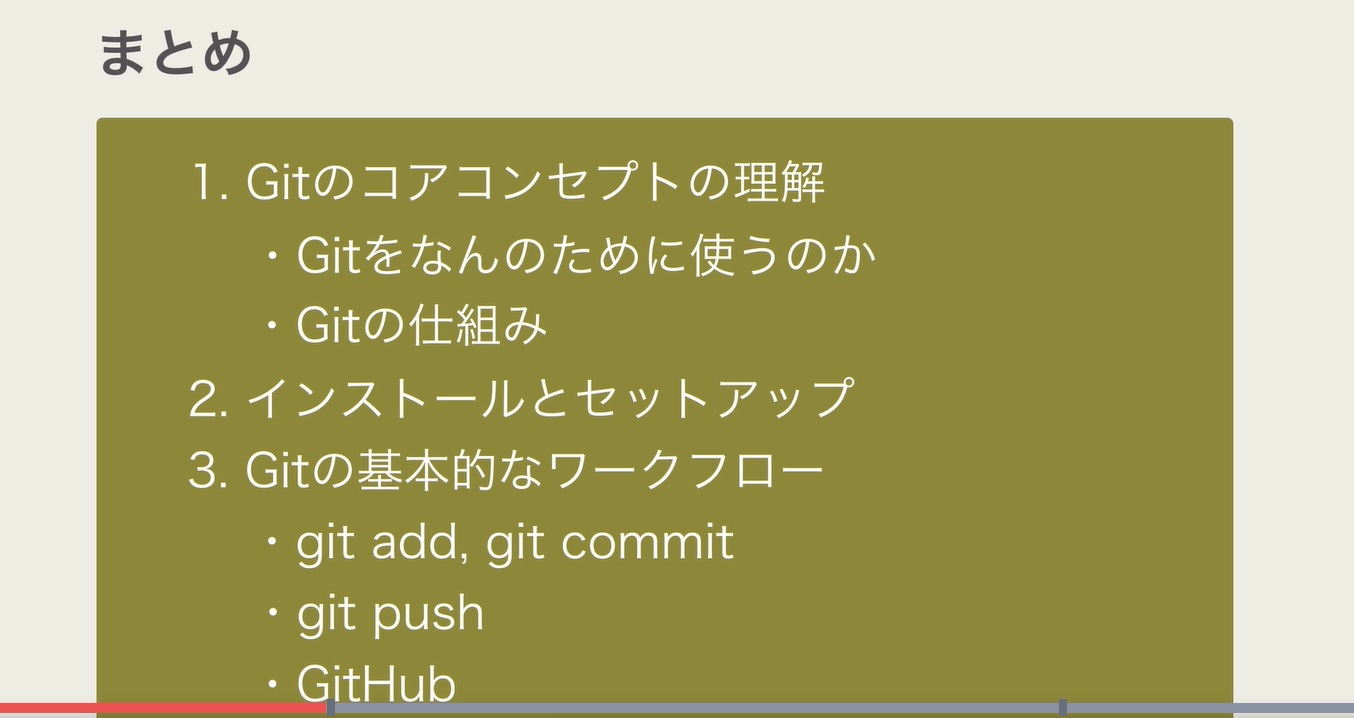 まとめ
1. Gitのコアコンセプトの理解
・Gitをなんのために使うのか
・Gitの仕組み
2. インストールとセットアップ
3. Gitの基本的なワークフロー
・git add, git commit
・git push
・GitHub